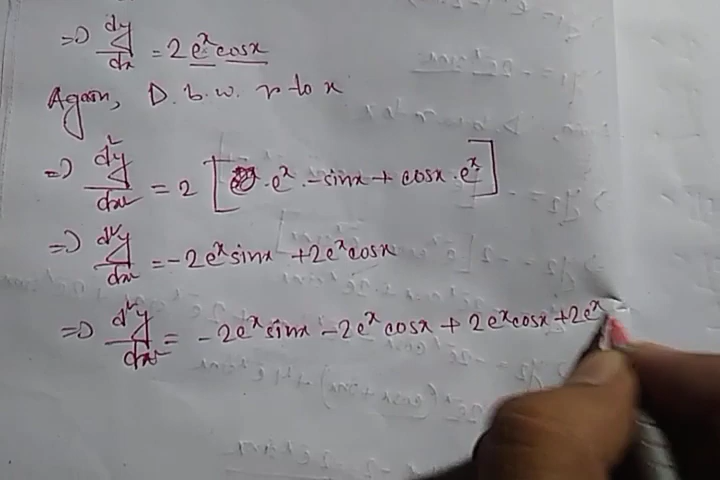 => dy/dx = 2 e^x cosx
Again, D. b. w. r to x
=> d²y/dx² = 2 [ . e^x . -sinx + cosx . e^x ]
=> d²y/dx² = -2e^x sinx + 2e^x cosx
=> d²y/dx² = -2e^x sinx - 2e^x cosx + 2e^x cosx + 2e^x